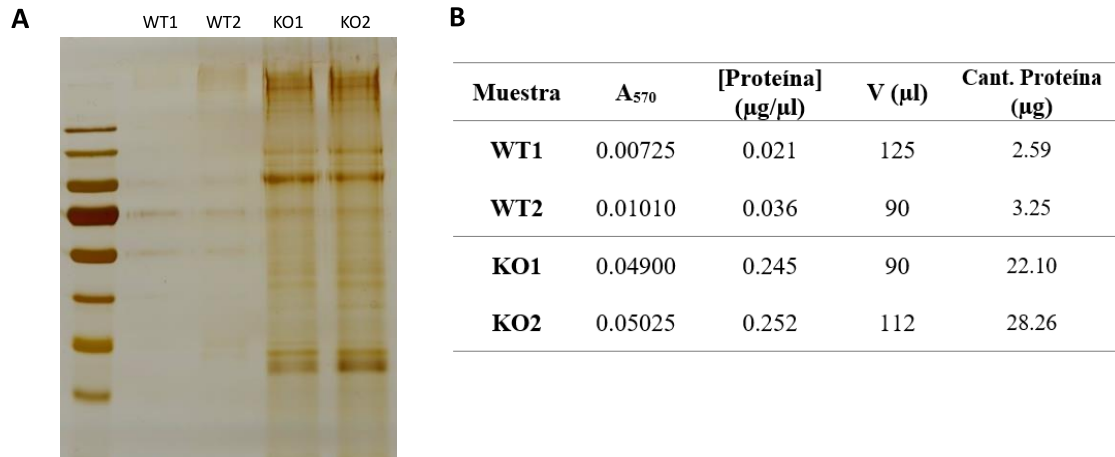 A
WT1 WT2 KO1 KO2
B
Muestra A₅₇₀ [Proteína] (µg/µl) V (µl) Cant. Proteína (µg)
WT1 0.00725 0.021 125 2.59
WT2 0.01010 0.036 90 3.25
KO1 0.04900 0.245 90 22.10
KO2 0.05025 0.252 112 28.26